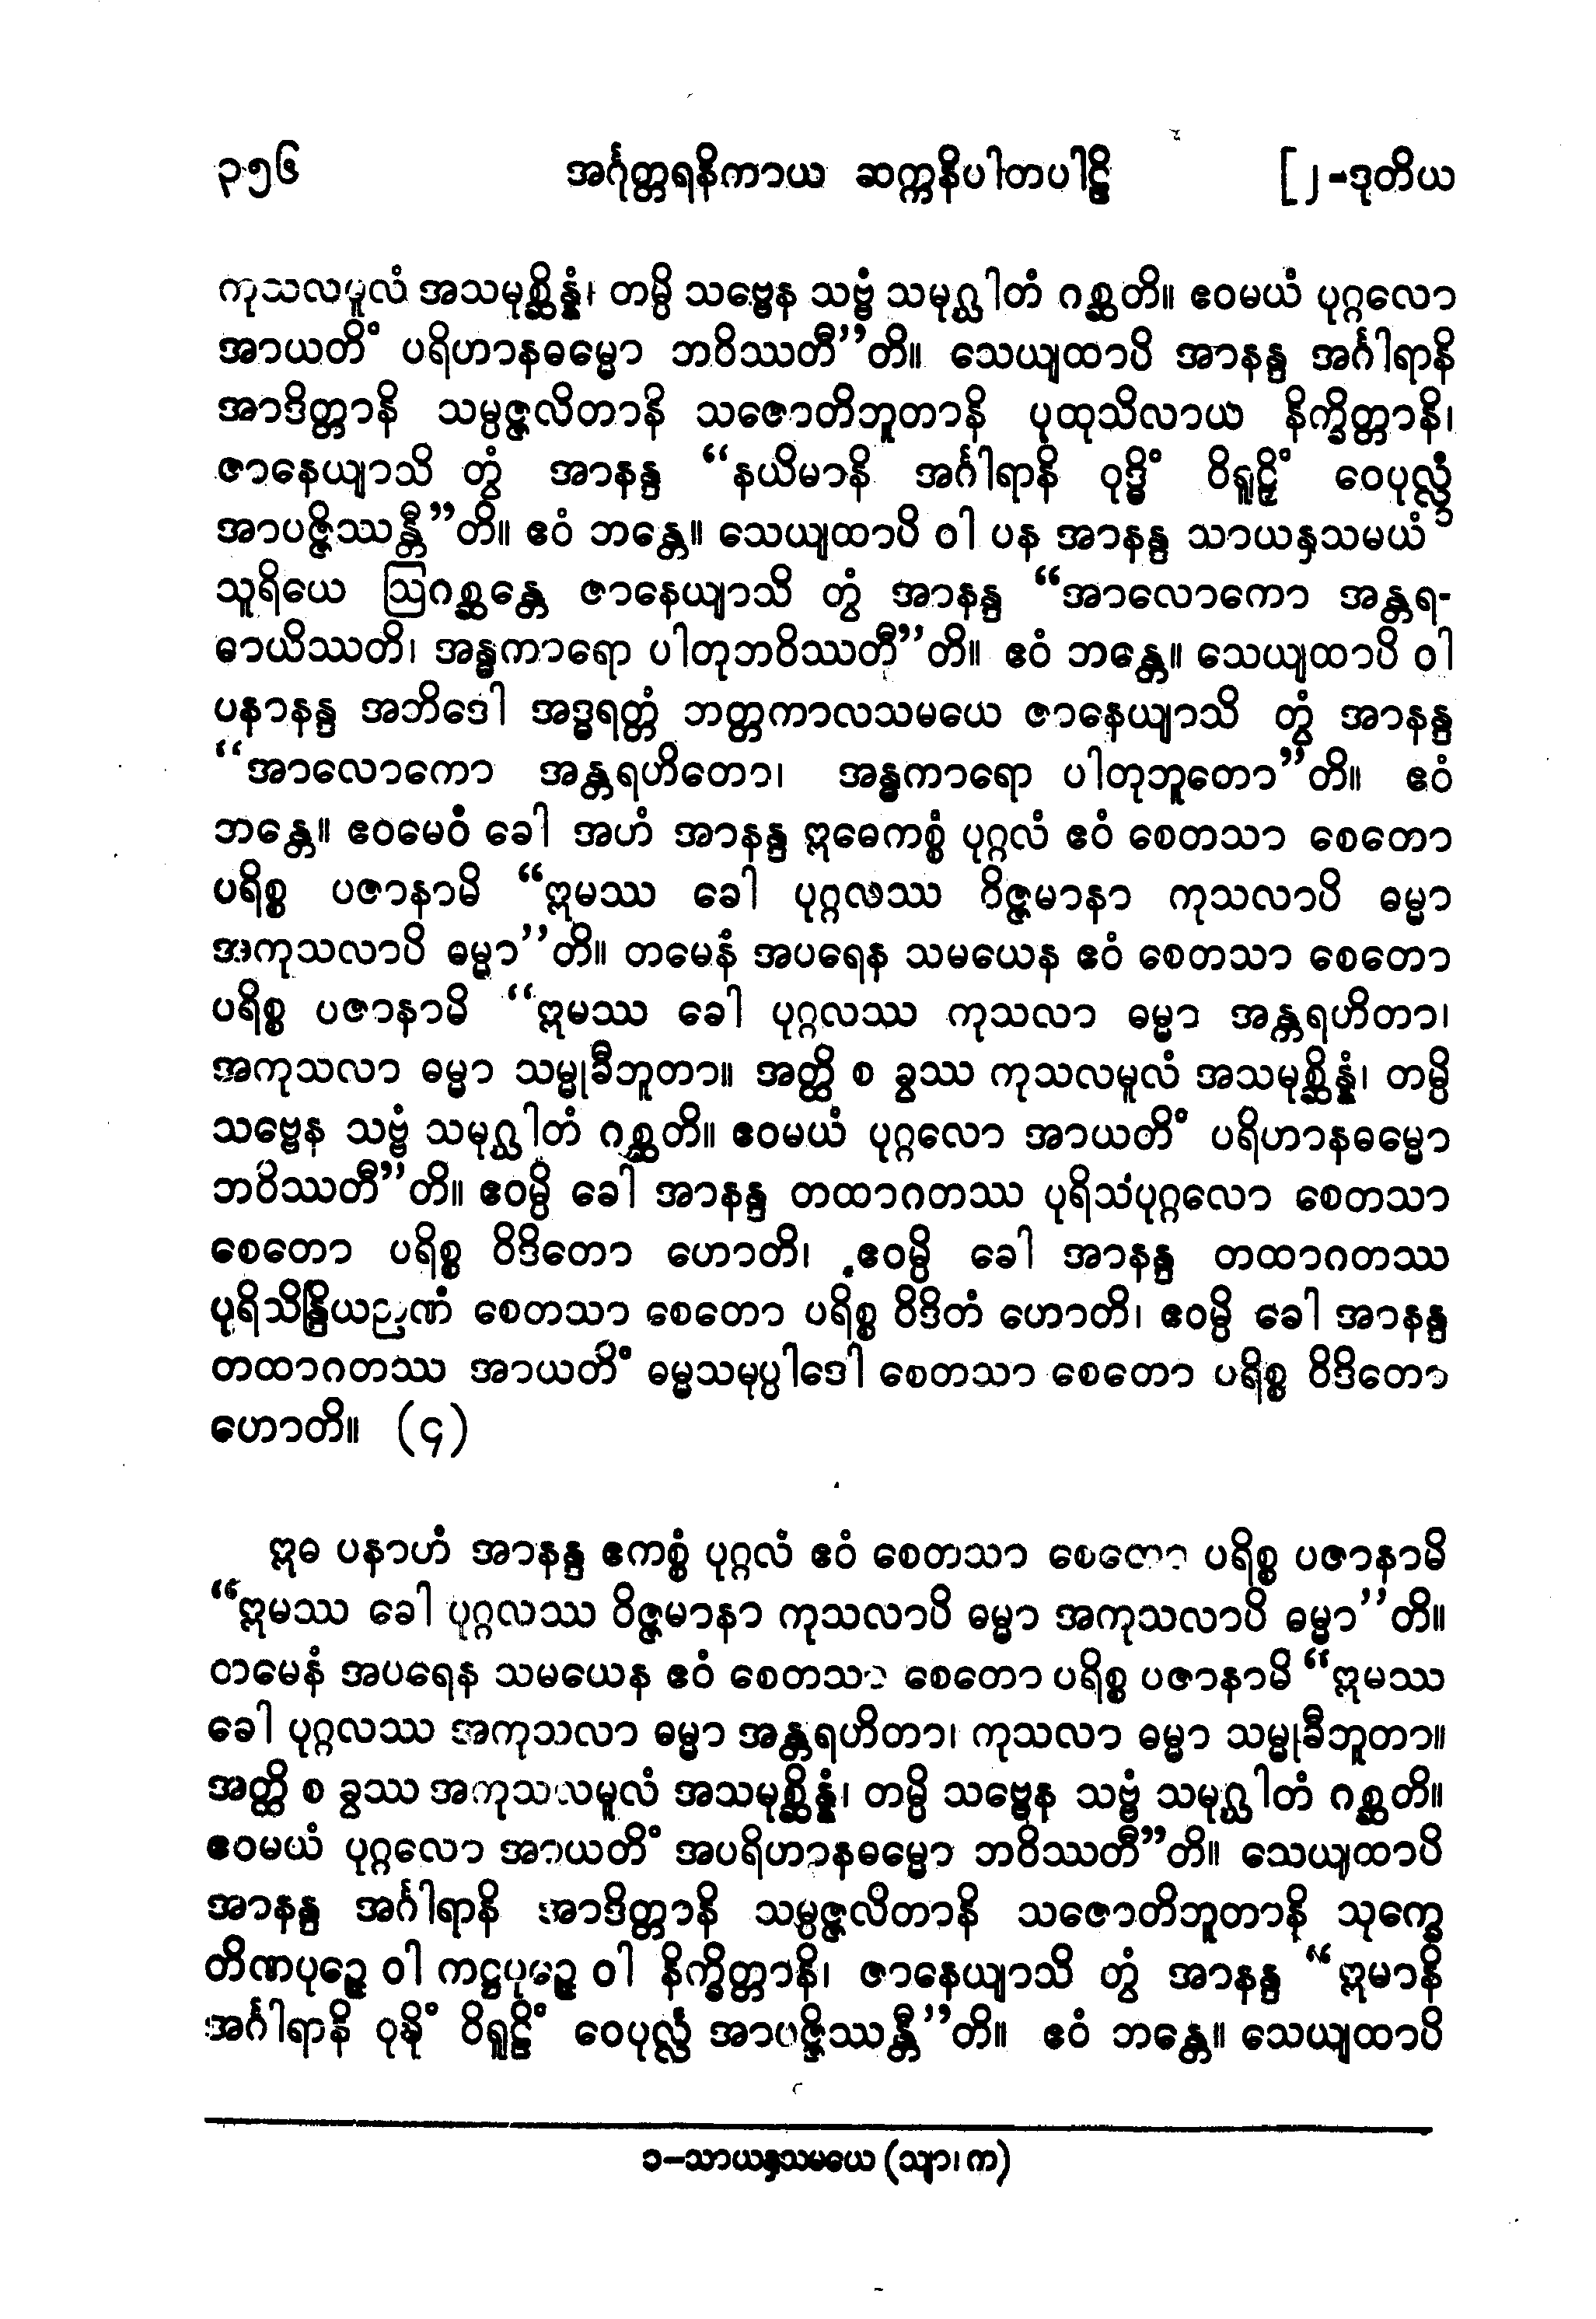 ၃၅၆ အင်္ဂုတ္တရနိကာယ ဆက္ကနိပါတပါဠိ [၂-ဒုတိယ
ကုသလမူလံ အသမုစ္ဆိန္နံ၊ တမ္ပိ သဗ္ဗေန သဗ္ဗံ သမုဂ္ဃါတံ ဂစ္ဆတိ။ ဧဝမယံ ပုဂ္ဂလော
အာယတိံ ပရိဟာနဓမ္မော ဘဝိဿတီ”တိ။ သေယျထာပိ အာနန္ဒ အင်္ဂါရာနိ
အာဒိတ္တာနိ သမ္ပဇ္ဇလိတာနိ သဇောတိဘူတာနိ ပုထုသိလာယ နိက္ခိတ္တာနိ၊
ဇာနေယျာသိ တွံ အာနန္ဒ “နယိမာနိ အင်္ဂါရာနိ ဝုဒ္ဓိံ ဝိရူဠှိံ ဝေပုလ္လံ
အာပဇ္ဇိဿန္တီ”တိ။ ဧဝံ ဘန္တေ။ သေယျထာပိ ဝါ ပန အာနန္ဒ သာယနှသမယံ ၁
သူရိယေ ဩဂစ္ဆန္တေ ဇာနေယျာသိ တွံ အာနန္ဒ “အာလောကော အန္တရ-
ဓာယိဿတိ၊ အန္ဓကာရော ပါတုဘဝိဿတီ”တိ။ ဧဝံ ဘန္တေ။ သေယျထာပိ ဝါ
ပနာနန္ဒ အဘိဒေါ အဒ္ဓရတ္တံ ဘတ္တကာလသမယေ ဇာနေယျာသိ တွံ အာနန္ဒ
“အာလောကော အန္တရဟိတော၊ အန္ဓကာရော ပါတုဘူတော”တိ။ ဧဝံ
ဘန္တေ။ ဧဝမေဝံ ခေါ အဟံ အာနန္ဒ ဣဓေကစ္စံ ပုဂ္ဂလံ ဧဝံ စေတသာ စေတော
ပရိစ္စ ပဇာနာမိ “ဣမဿ ခေါ ပုဂ္ဂလဿ ဝိဇ္ဇမာနာ ကုသလာပိ ဓမ္မာ
အကုသလာပိ ဓမ္မာ”တိ။ တမေနံ အပရေန သမယေန ဧဝံ စေတသာ စေတော
ပရိစ္စ ပဇာနာမိ “ဣမဿ ခေါ ပုဂ္ဂလဿ ကုသလာ ဓမ္မာ အန္တရဟိတာ၊
အကုသလာ ဓမ္မာ သမ္မုခီဘူတာ။ အတ္ထိ စ ခွဿ ကုသလမူလံ အသမုစ္ဆိန္နံ၊ တမ္ပိ
သဗ္ဗေန သဗ္ဗံ သမုဂ္ဃါတံ ဂစ္ဆတိ။ ဧဝမယံ ပုဂ္ဂလော အာယတိံ ပရိဟာနဓမ္မော
ဘဝိဿတီ”တိ။ ဧဝမ္ပိ ခေါ အာနန္ဒ တထာဂတဿ ပုရိသပုဂ္ဂလော စေတသာ
စေတော ပရိစ္စ ဝိဒိတော ဟောတိ၊ ဧဝမ္ပိ ခေါ အာနန္ဒ တထာဂတဿ
ပုရိသိန္ဒြိယဉာဏံ စေတသာ စေတော ပရိစ္စ ဝိဒိတံ ဟောတိ၊ ဧဝမ္ပိ ခေါ အာနန္ဒ
တထာဂတဿ အာယတိံ ဓမ္မသမုပ္ပါဒေါ စေတသာ စေတော ပရိစ္စ ဝိဒိတော
ဟောတိ။ (၄)
ဣဓ ပနာဟံ အာနန္ဒ ဧကစ္စံ ပုဂ္ဂလံ ဧဝံ စေတသာ စေတော ပရိစ္စ ပဇာနာမိ
“ဣမဿ ခေါ ပုဂ္ဂလဿ ဝိဇ္ဇမာနာ ကုသလာပိ ဓမ္မာ အကုသလာပိ ဓမ္မာ”တိ။
တမေနံ အပရေန သမယေန ဧဝံ စေတသာ စေတော ပရိစ္စ ပဇာနာမိ “ဣမဿ
ခေါ ပုဂ္ဂလဿ အကုသလာ ဓမ္မာ အန္တရဟိတာ၊ ကုသလာ ဓမ္မာ သမ္မုခီဘူတာ။
အတ္ထိ စ ခွဿ အကုသလမူလံ အသမုစ္ဆိန္နံ၊ တမ္ပိ သဗ္ဗေန သဗ္ဗံ သမုဂ္ဃါတံ ဂစ္ဆတိ။
ဧဝမယံ ပုဂ္ဂလော အာယတိံ အပရိဟာနဓမ္မော ဘဝိဿတီ”တိ။ သေယျထာပိ
အာနန္ဒ အင်္ဂါရာနိ အာဒိတ္တာနိ သမ္ပဇ္ဇလိတာနိ သဇောတိဘူတာနိ သုက္ခေ
တိဏပုဉ္ဇေ ဝါ ကဋ္ဌပုဉ္ဇေ ဝါ နိက္ခိတ္တာနိ၊ ဇာနေယျာသိ တွံ အာနန္ဒ “ဣမာနိ
အင်္ဂါရာနိ ဝုဒ္ဓိံ ဝိရူဠှိံ ဝေပုလ္လံ အာပဇ္ဇိဿန္တီ”တိ။ ဧဝံ ဘန္တေ။ သေယျထာပိ
၁-သာယနှသမယေ (သျာ၊ က)